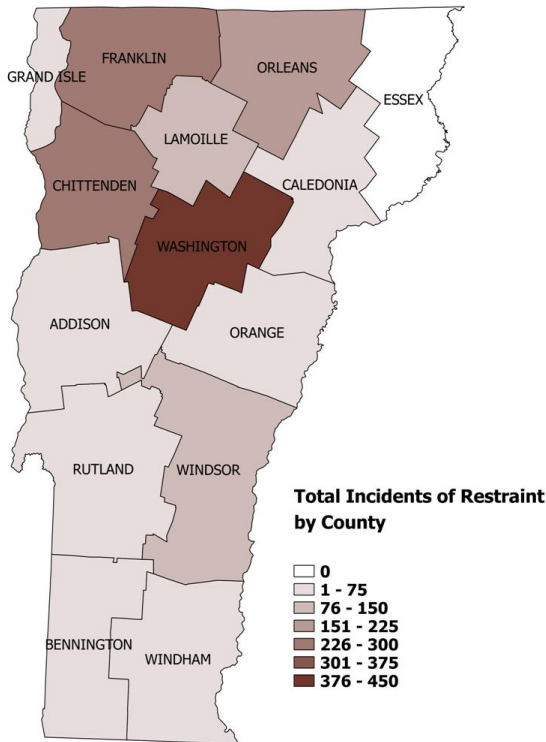 FRANKLIN
ORLEANS
GRAND ISLE
ESSEX
LAMOILLE
CHITTENDEN
CALEDONIA
WASHINGTON
ADDISON
ORANGE
RUTLAND
WINDSOR
Total Incidents of Restraint
by County
0
1 - 75
76 - 150
151 - 225
226 - 300
301 - 375
376 - 450
BENNINGTON
WINDHAM